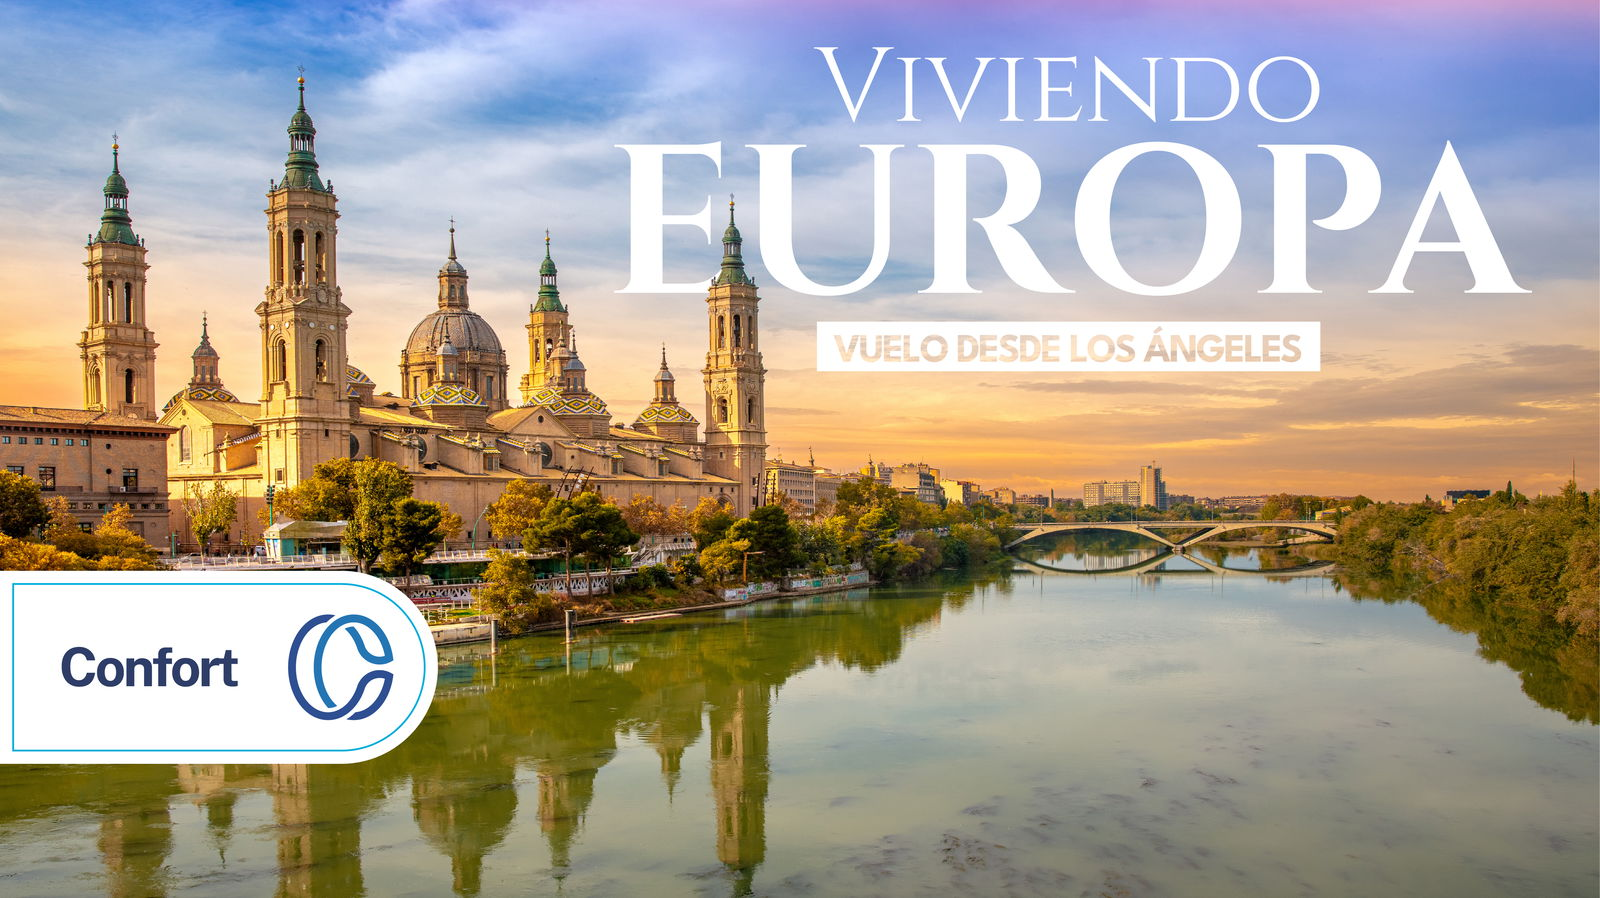 VIVIENDO
EUROPA
VUELO DESDE LOS ÁNGELES
Confort